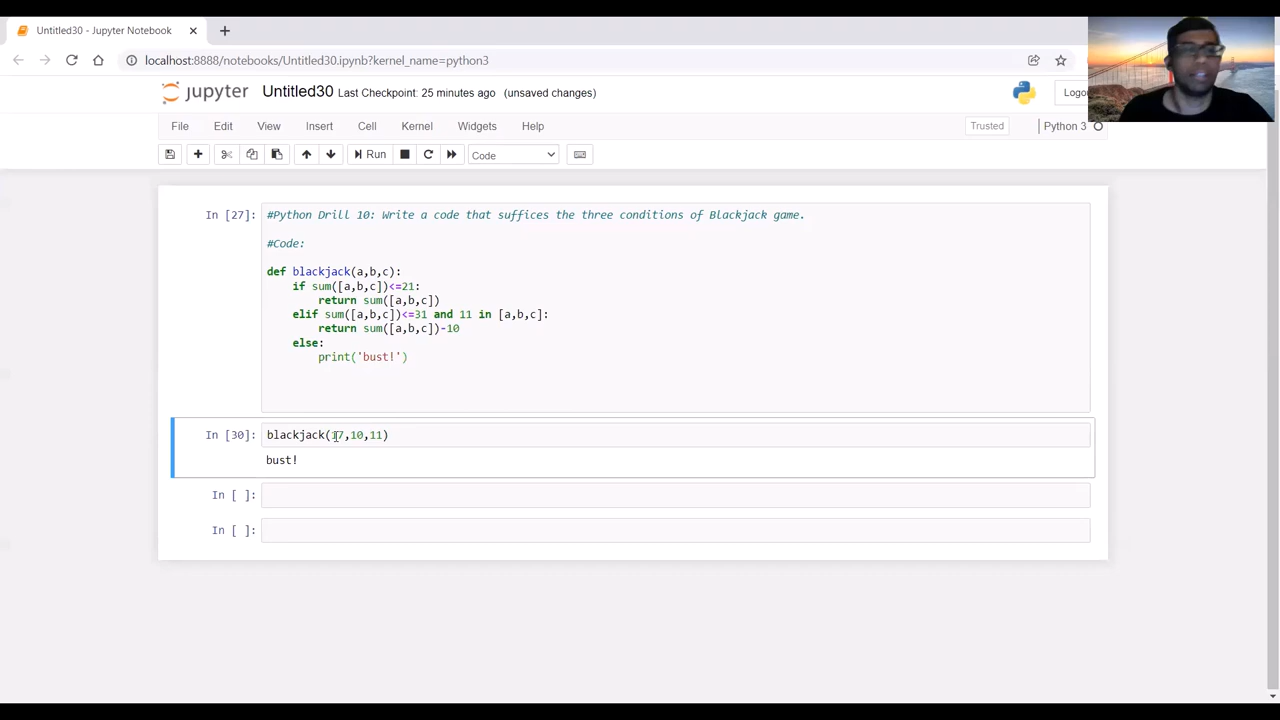 Untitled30 - Jupyter Notebook
localhost:8888/notebooks/Untitled30.ipynb?kernel_name=python3
jupyter Untitled30 Last Checkpoint: 25 minutes ago (unsaved changes)
File Edit View Insert Cell Kernel Widgets Help Trusted Python 3
Run Code
In [27]: #Python Drill 10: Write a code that suffices the three conditions of Blackjack game.
#Code:
def blackjack(a,b,c):
    if sum([a,b,c])<=21:
        return sum([a,b,c])
    elif sum([a,b,c])<=31 and 11 in [a,b,c]:
        return sum([a,b,c])-10
    else:
        print('bust!')
In [30]: blackjack(17,10,11)
bust!
In [ ]:
In [ ]: